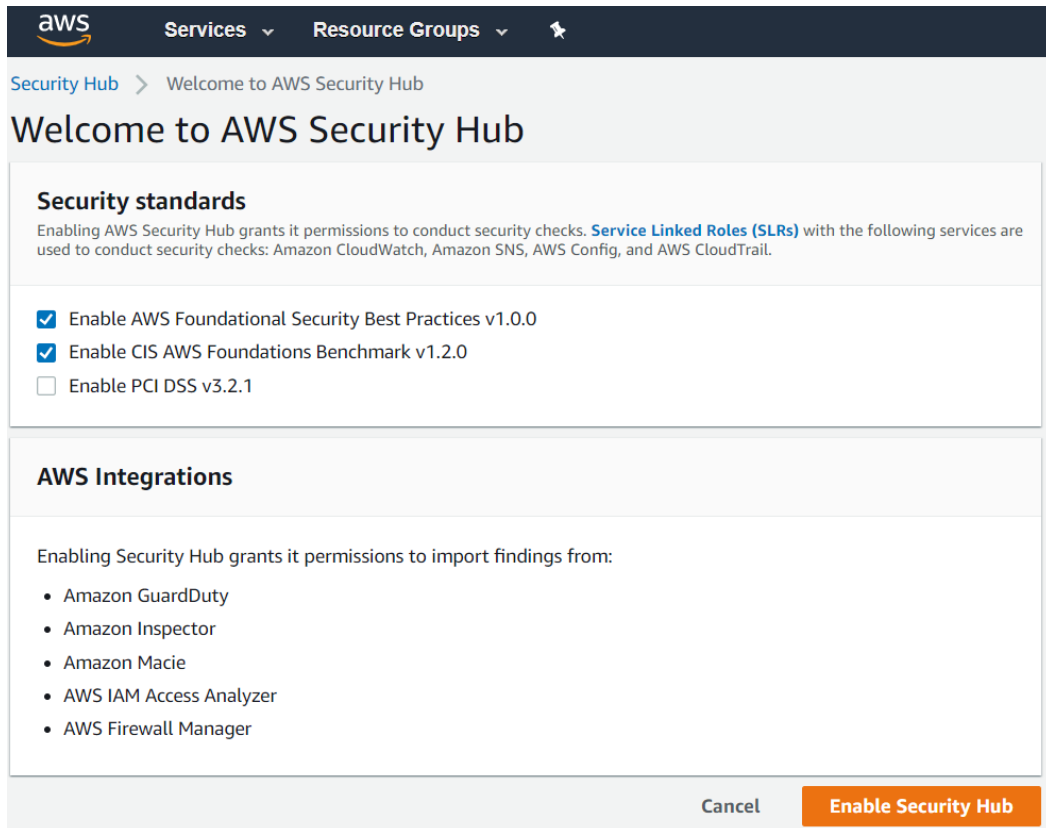 aws
Services
Resource Groups
Security Hub
Welcome to AWS Security Hub
Welcome to AWS Security Hub
Security standards
Enabling AWS Security Hub grants it permissions to conduct security checks. Service Linked Roles (SLRs) with the following services are
used to conduct security checks: Amazon CloudWatch, Amazon SNS, AWS Config, and AWS CloudTrail.
Enable AWS Foundational Security Best Practices v1.0.0
Enable CIS AWS Foundations Benchmark v1.2.0
Enable PCI DSS v3.2.1
AWS Integrations
Enabling Security Hub grants it permissions to import findings from:
Amazon GuardDuty
Amazon Inspector
Amazon Macie
AWS IAM Access Analyzer
AWS Firewall Manager
Cancel
Enable Security Hub